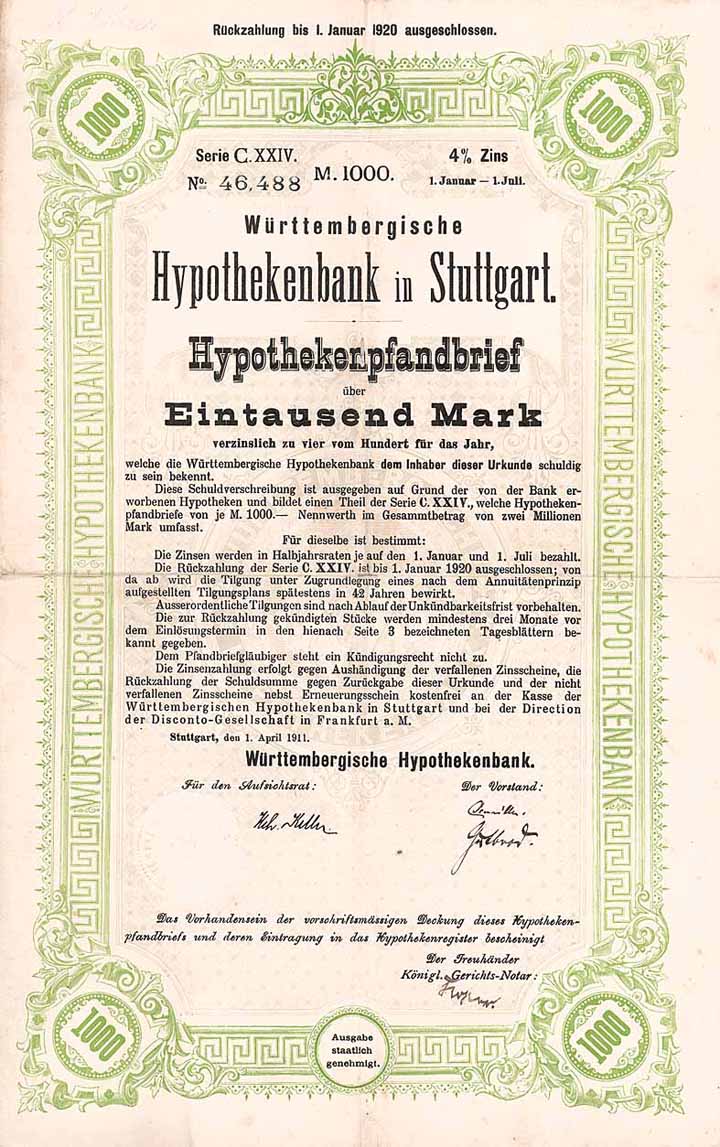 Rückzahlung bis 1. Januar 1920 ausgeschlossen.
1000
1000
Serie C. XXIV.
M. 1000.
4% Zins
No. 46,488
1. Januar — 1. Juli.
Württembergische
Hypothekenbank in Stuttgart.
Hypothekenpfandbrief
über
Eintausend Mark
verzinslich zu vier vom Hundert für das Jahr,
welche die Württembergische Hypothekenbank dem Inhaber dieser Urkunde schuldig
zu sein bekennt.
Diese Schuldverschreibung ist ausgegeben auf Grund der von der Bank er-
worbenen Hypotheken und bildet einen Theil der Serie C. XXIV., welche Hypotheken-
pfandbriefe von je M. 1000.— Nennwerth im Gesammtbetrag von zwei Millionen
Mark umfasst.
Für dieselbe ist bestimmt:
Die Zinsen werden in Halbjahrsraten je auf den 1. Januar und 1. Juli bezahlt.
Die Rückzahlung der Serie C. XXIV. ist bis 1. Januar 1920 ausgeschlossen; von
da ab wird die Tilgung unter Zugrundlegung eines nach dem Annuitätenprinzip
aufgestellten Tilgungsplans spätestens in 42 Jahren bewirkt.
Ausserordentliche Tilgungen sind nach Ablauf der Unkündbarkeitsfrist vorbehalten.
Die zur Rückzahlung gekündigten Stücke werden mindestens drei Monate vor
dem Einlösungstermin in den hienach Seite 3 bezeichneten Tagesblättern be-
kannt gegeben.
Dem Pfandbriefgläubiger steht ein Kündigungsrecht nicht zu.
Die Zinsenzahlung erfolgt gegen Aushändigung der verfallenen Zinsscheine, die
Rückzahlung der Schuldsumme gegen Zurückgabe dieser Urkunde und der nicht
verfallenen Zinsscheine nebst Erneuerungsschein kostenfrei an der Kasse der
Württembergischen Hypothekenbank in Stuttgart und bei der Direction
der Disconto-Gesellschaft in Frankfurt a. M.
Stuttgart, den 1. April 1911.
Württembergische Hypothekenbank.
Für den Aufsichtsrat:
Der Vorstand:
Das Vorhandensein der vorschriftsmässigen Deckung dieses Hypotheken-
pfandbriefs und deren Eintragung in das Hypothekenregister bescheinigt
Der Treuhänder
Königl. Gerichts-Notar:
WÜRTTEMBERGISCHE HYPOTHEKENBANK
WÜRTTEMBERGISCHE HYPOTHEKENBANK
1000
Ausgabe
staatlich
genehmigt.
1000